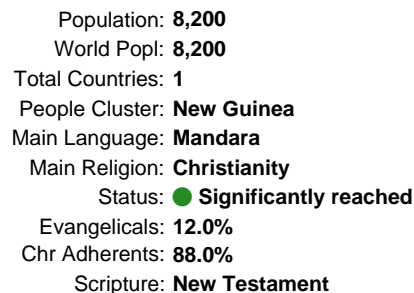 Population: 8,200
World Popl: 8,200
Total Countries: 1
People Cluster: New Guinea
Main Language: Mandara
Main Religion: Christianity
Status: Significantly reached
Evangelicals: 12.0%
Chr Adherents: 88.0%
Scripture: New Testament